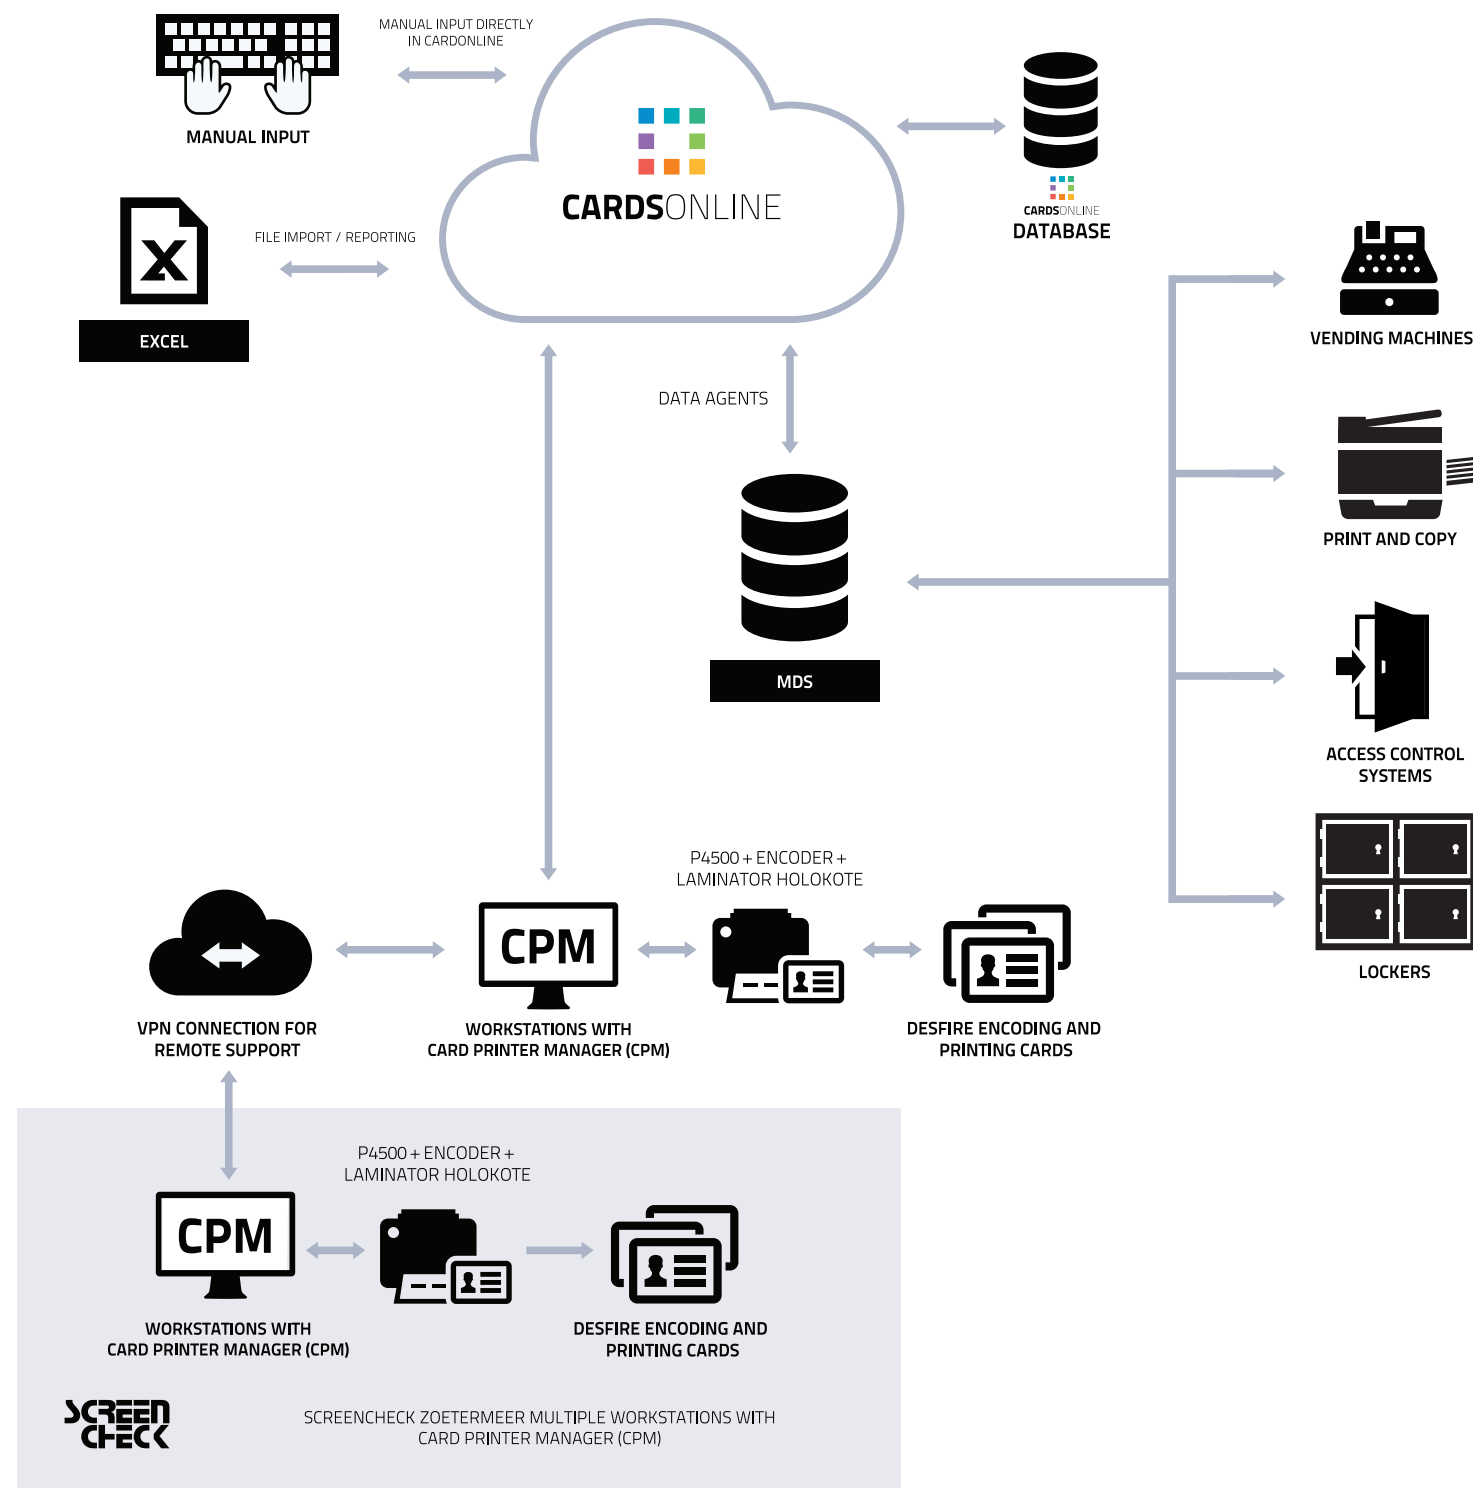 MANUAL INPUT DIRECTLY
IN CARDONLINE
MANUAL INPUT
CARDSONLINE
CARDSONLINE
DATABASE
FILE IMPORT / REPORTING
X
EXCEL
VENDING MACHINES
DATA AGENTS
PRINT AND COPY
MDS
ACCESS CONTROL
SYSTEMS
P4500 + ENCODER +
LAMINATOR HOLOKOTE
CPM
LOCKERS
VPN CONNECTION FOR
REMOTE SUPPORT
WORKSTATIONS WITH
CARD PRINTER MANAGER (CPM)
DESFIRE ENCODING AND
PRINTING CARDS
P4500 + ENCODER +
LAMINATOR HOLOKOTE
CPM
WORKSTATIONS WITH
CARD PRINTER MANAGER (CPM)
DESFIRE ENCODING AND
PRINTING CARDS
SCREEN
CHECK
SCREENCHECK ZOETERMEER MULTIPLE WORKSTATIONS WITH
CARD PRINTER MANAGER (CPM)